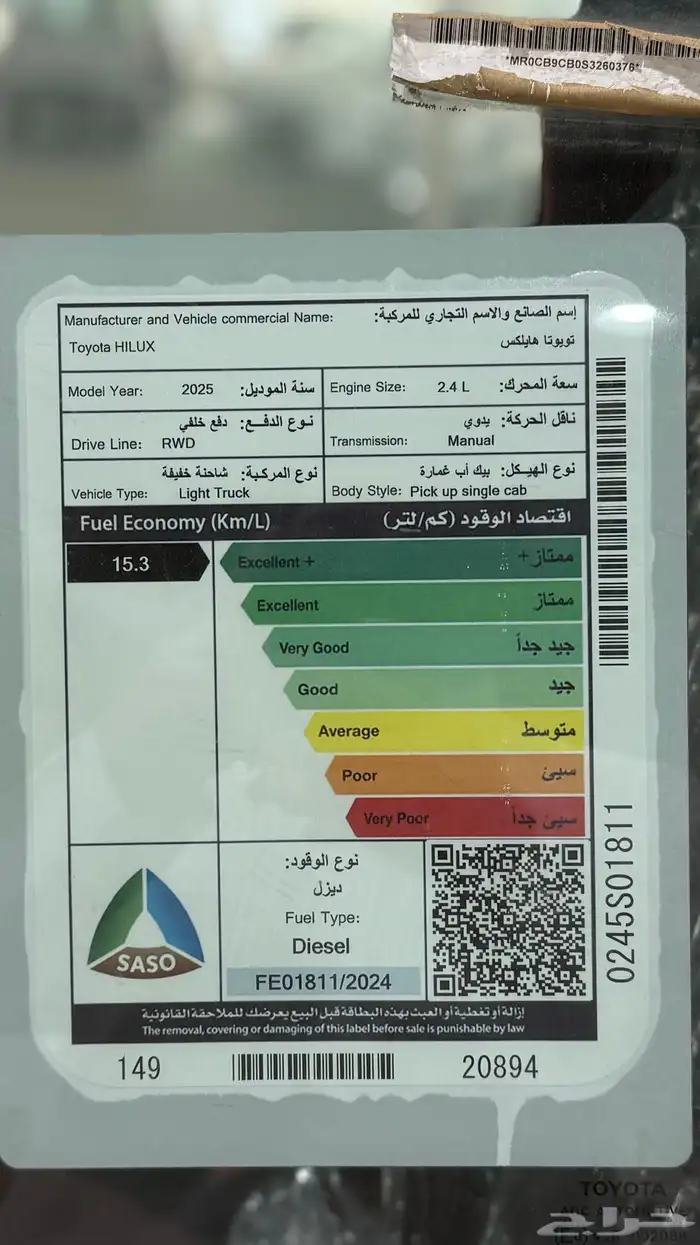 *MR0CB9CB0S3260376*
Manufacturer and Vehicle commercial Name: إسم الصانع والاسم التجاري للمركبة:
Toyota HILUX تويوتا هايلكس
Model Year: 2025 سنة الموديل: Engine Size: 2.4 L سعة المحرك:
نوع الدفع: دفع خلفي ناقل الحركة: يدوي
Drive Line: RWD Transmission: Manual
نوع المركبة: شاحنة خفيفة نوع الهيكل: بيك أب غمارة
Vehicle Type: Light Truck Body Style: Pick up single cab
Fuel Economy (Km/L) اقتصاد الوقود (كم/لتر)
15.3 Excellent + ممتاز +
Excellent ممتاز
Very Good جيد جداً
Good جيد
Average متوسط
Poor سيئ
Very Poor سيئ جداً
0245S01811
نوع الوقود:
ديزل
Fuel Type:
Diesel
SASO
FE01811/2024
إزالة أو تغطية أو العبث بهذه البطاقة قبل البيع يعرضك للملاحقة القانونية
The removal, covering or damaging of this label before sale is punishable by law
149 20894
TOYOTA
حراج